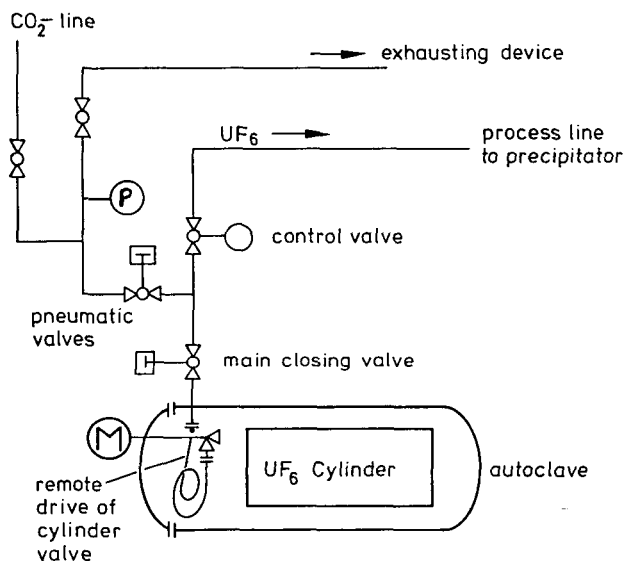 CO₂-line
exhausting device
UF₆
process line
to precipitator
P
control valve
pneumatic
valves
main closing valve
M
UF₆ Cylinder
autoclave
remote
drive of
cylinder
valve